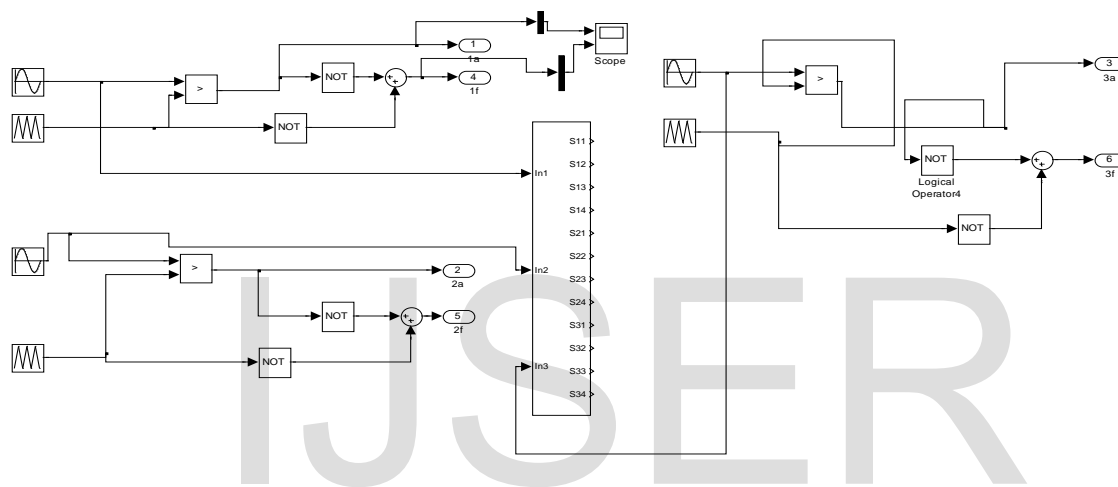 1
1a
Scope
4
1f
>
NOT
NOT
S11
S12
In1
S13
S14
S21
S22
In2
S23
S24
S31
S32
In3
S33
S34
>
3
3a
NOT
Logical
Operator4
6
3f
NOT
>
2
2a
NOT
5
2f
NOT
IJSER